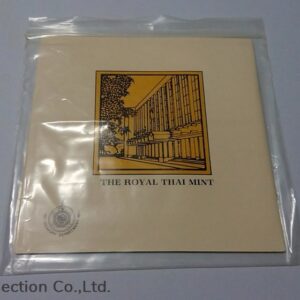 THE ROYAL THAI MINT
ection Co.,Ltd.